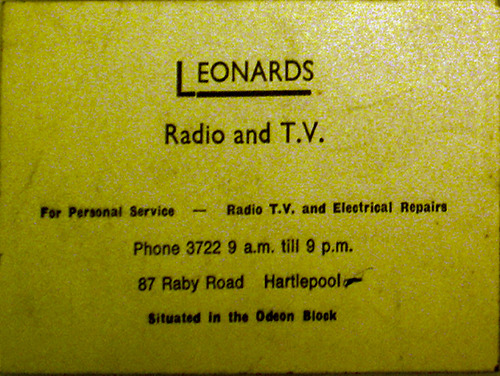 LEONARDS
Radio and T.V.
For Personal Service — Radio T.V. and Electrical Repairs
Phone 3722 9 a.m. till 9 p.m.
87 Raby Road Hartlepool
Situated in the Odeon Block